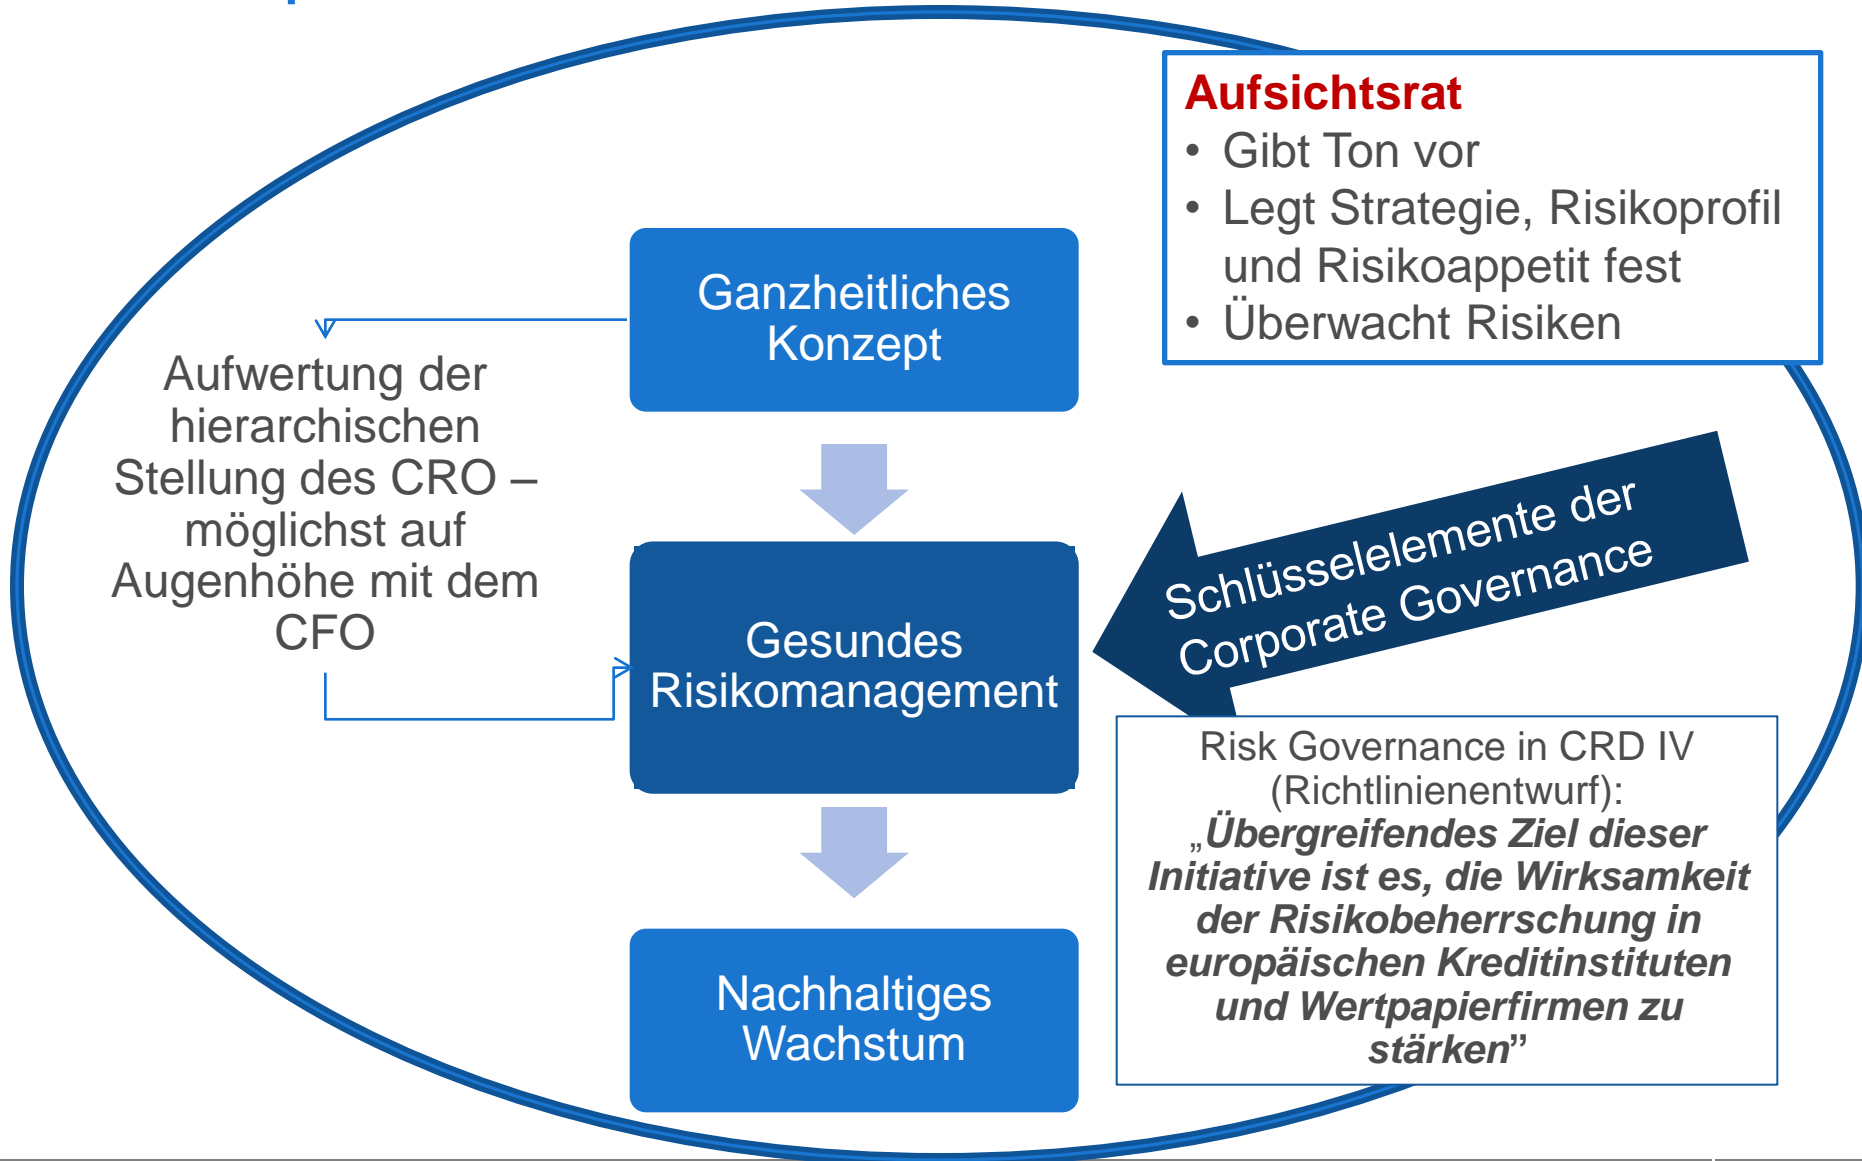 Aufsichtsrat
• Gibt Ton vor
• Legt Strategie, Risikoprofil
und Risikoappetit fest
• Überwacht Risiken
Ganzheitliches
Konzept
Aufwertung der
hierarchischen
Stellung des CRO –
möglichst auf
Augenhöhe mit dem
CFO
Schlüsselelemente der
Corporate Governance
Gesundes
Risikomanagement
Risk Governance in CRD IV
(Richtlinienentwurf):
„Übergreifendes Ziel dieser
Initiative ist es, die Wirksamkeit
der Risikobeherrschung in
europäischen Kreditinstituten
und Wertpapierfirmen zu
stärken”
Nachhaltiges
Wachstum